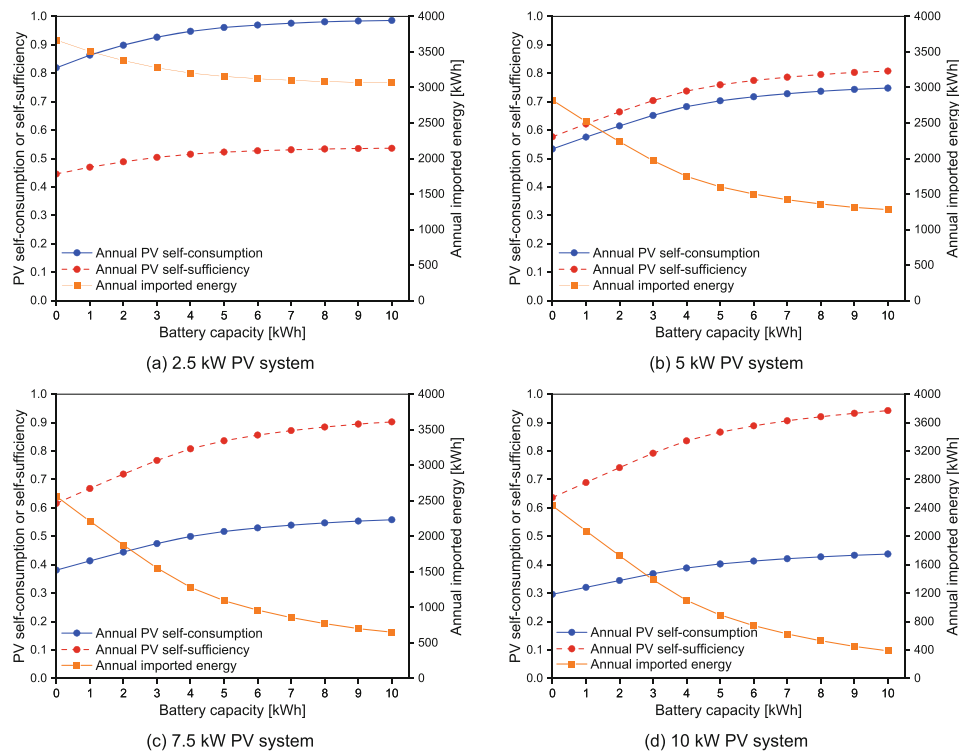 PV self-consumption or self-sufficiency
1.0
0.9
0.8
0.7
0.6
0.5
0.4
0.3
0.2
0.1
0.0
4000
3500
3000
2500
2000
1500
1000
500
0
Annual imported energy [kWh]
Annual PV self-consumption
Annual PV self-sufficiency
Annual imported energy
0 1 2 3 4 5 6 7 8 9 10
Battery capacity [kWh]
(a) 2.5 kW PV system
PV self-consumption or self-sufficiency
1.0
0.9
0.8
0.7
0.6
0.5
0.4
0.3
0.2
0.1
0.0
4000
3500
3000
2500
2000
1500
1000
500
0
Annual imported energy [kWh]
Annual PV self-consumption
Annual PV self-sufficiency
Annual imported energy
0 1 2 3 4 5 6 7 8 9 10
Battery capacity [kWh]
(b) 5 kW PV system
PV self-consumption or self-sufficiency
1.0
0.9
0.8
0.7
0.6
0.5
0.4
0.3
0.2
0.1
0.0
4000
3500
3000
2500
2000
1500
1000
500
0
Annual imported energy [kWh]
Annual PV self-consumption
Annual PV self-sufficiency
Annual imported energy
0 1 2 3 4 5 6 7 8 9 10
Battery capacity [kWh]
(c) 7.5 kW PV system
PV self-consumption or self-sufficiency
1.0
0.9
0.8
0.7
0.6
0.5
0.4
0.3
0.2
0.1
0.0
4000
3600
3200
2800
2400
2000
1600
1200
800
400
0
Annual imported energy [kWh]
Annual PV self-consumption
Annual PV self-sufficiency
Annual imported energy
0 1 2 3 4 5 6 7 8 9 10
Battery capacity [kWh]
(d) 10 kW PV system